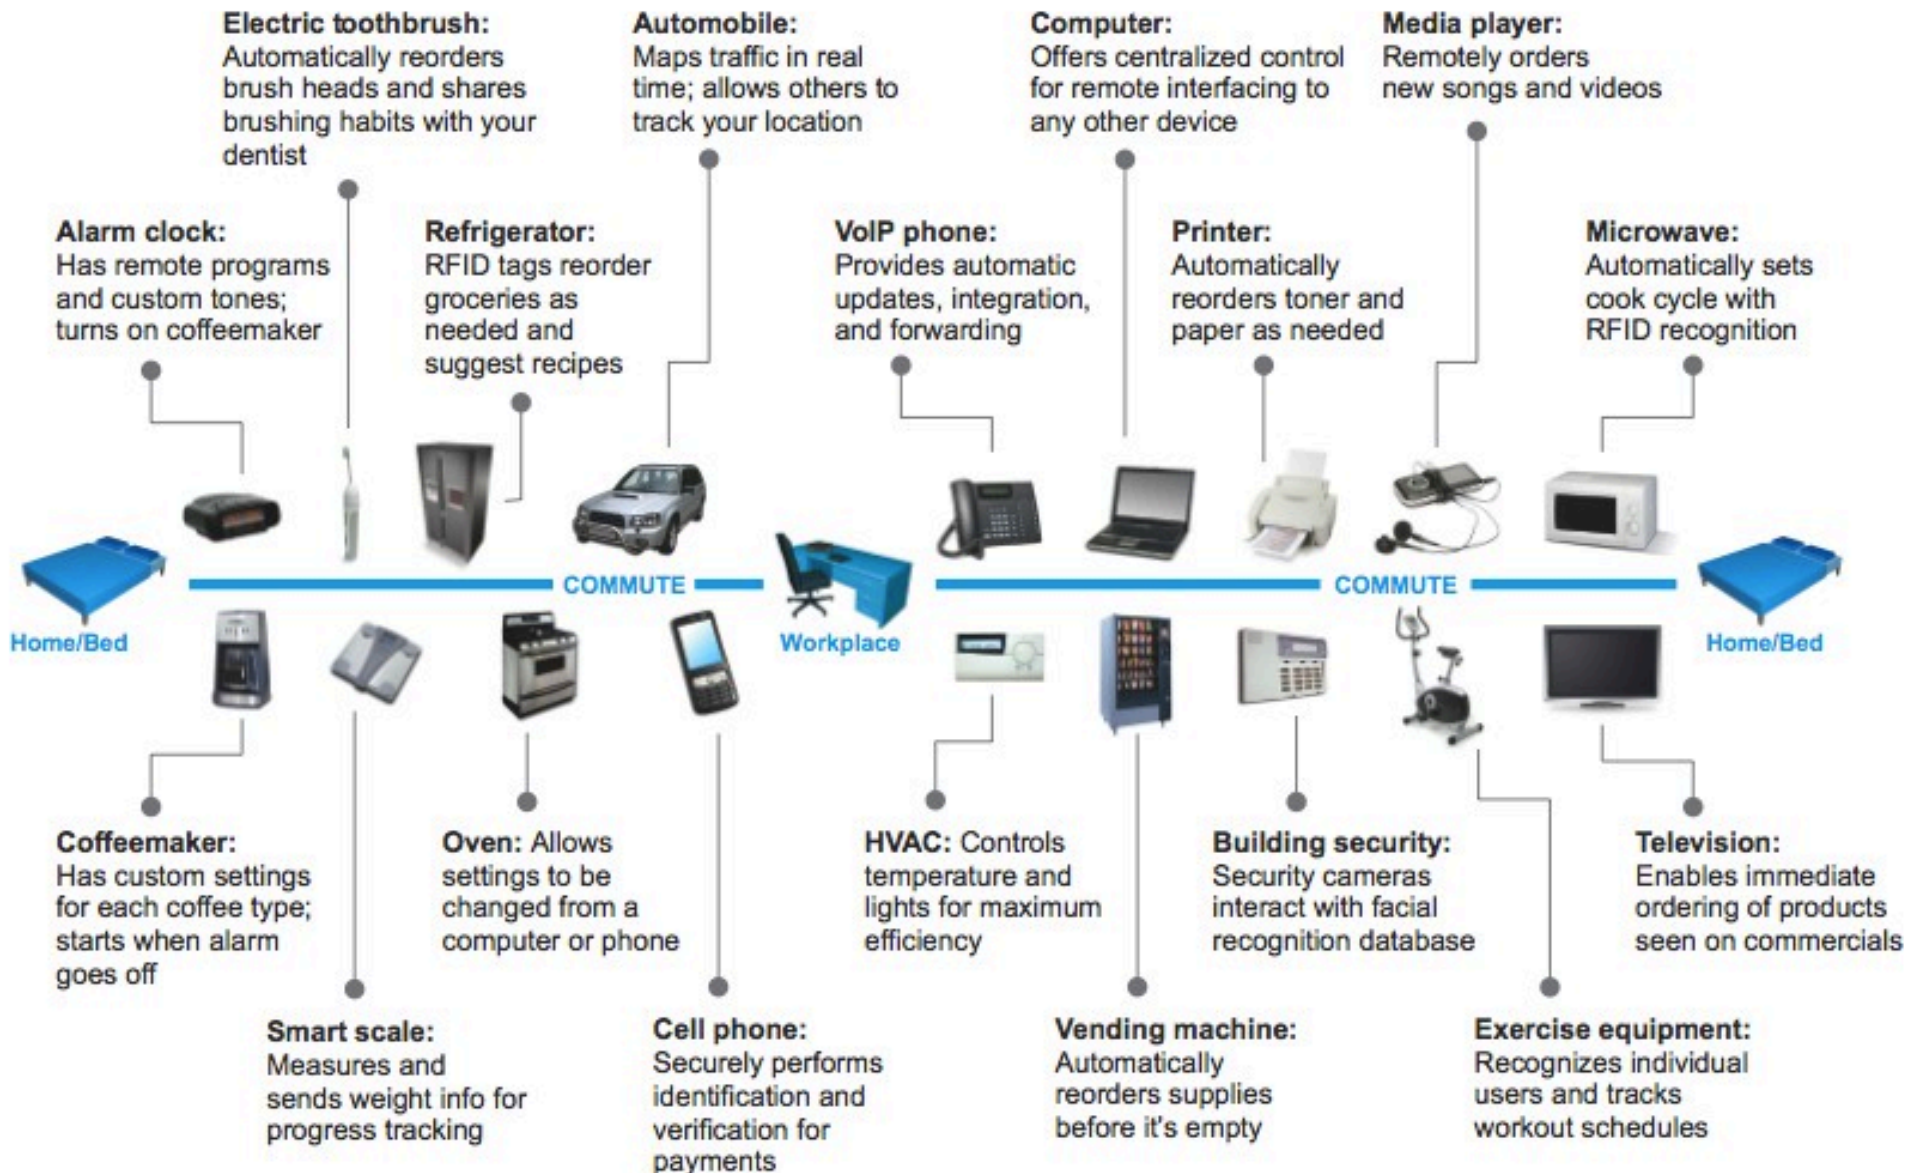 Electric toothbrush:
Automatically reorders
brush heads and shares
brushing habits with your
dentist
Automobile:
Maps traffic in real
time; allows others to
track your location
Computer:
Offers centralized control
for remote interfacing to
any other device
Media player:
Remotely orders
new songs and videos
Alarm clock:
Has remote programs
and custom tones;
turns on coffeemaker
Refrigerator:
RFID tags reorder
groceries as
needed and
suggest recipes
VoIP phone:
Provides automatic
updates, integration,
and forwarding
Printer:
Automatically
reorders toner and
paper as needed
Microwave:
Automatically sets
cook cycle with
RFID recognition
Home/Bed
COMMUTE
Workplace
COMMUTE
Home/Bed
Coffeemaker:
Has custom settings
for each coffee type;
starts when alarm
goes off
Oven: Allows
settings to be
changed from a
computer or phone
HVAC: Controls
temperature and
lights for maximum
efficiency
Building security:
Security cameras
interact with facial
recognition database
Television:
Enables immediate
ordering of products
seen on commercials
Smart scale:
Measures and
sends weight info for
progress tracking
Cell phone:
Securely performs
identification and
verification for
payments
Vending machine:
Automatically
reorders supplies
before it's empty
Exercise equipment:
Recognizes individual
users and tracks
workout schedules